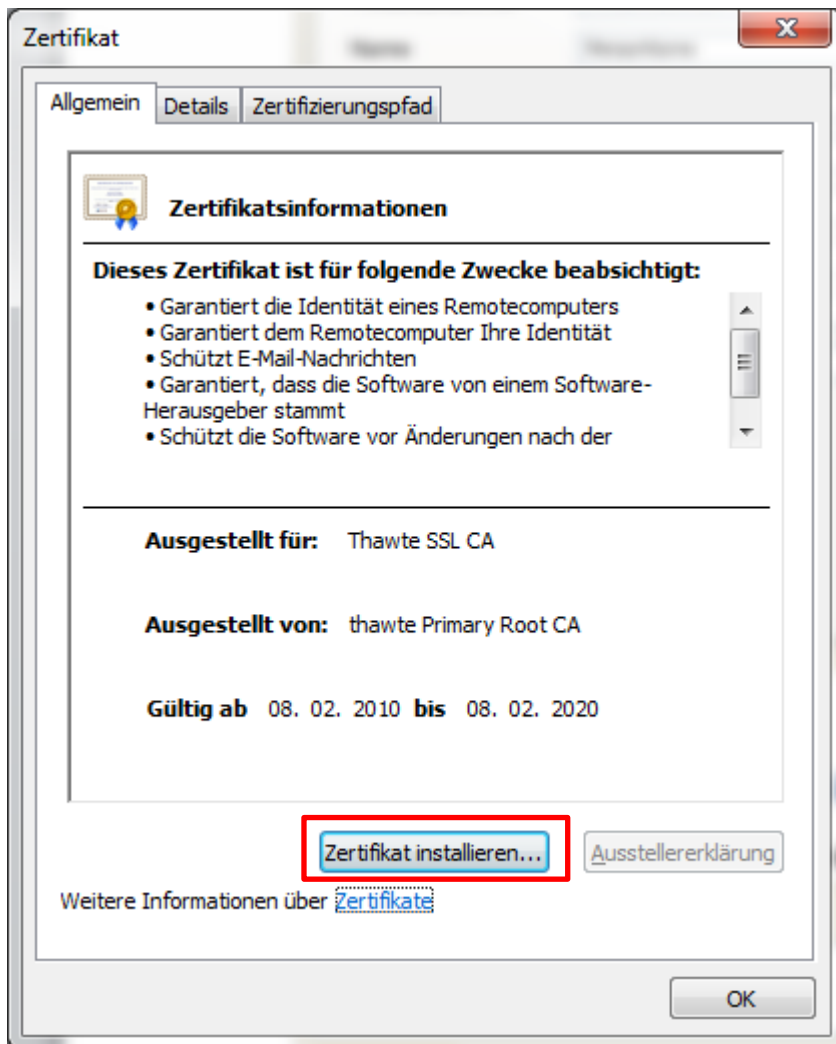 Zertifikat
Allgemein Details Zertifizierungspfad
Zertifikatsinformationen
Dieses Zertifikat ist für folgende Zwecke beabsichtigt:
• Garantiert die Identität eines Remotecomputers
• Garantiert dem Remotecomputer Ihre Identität
• Schützt E-Mail-Nachrichten
• Garantiert, dass die Software von einem Software-
Herausgeber stammt
• Schützt die Software vor Änderungen nach der
Ausgestellt für: Thawte SSL CA
Ausgestellt von: thawte Primary Root CA
Gültig ab 08. 02. 2010 bis 08. 02. 2020
Zertifikat installieren... Ausstellererklärung
Weitere Informationen über Zertifikate
OK